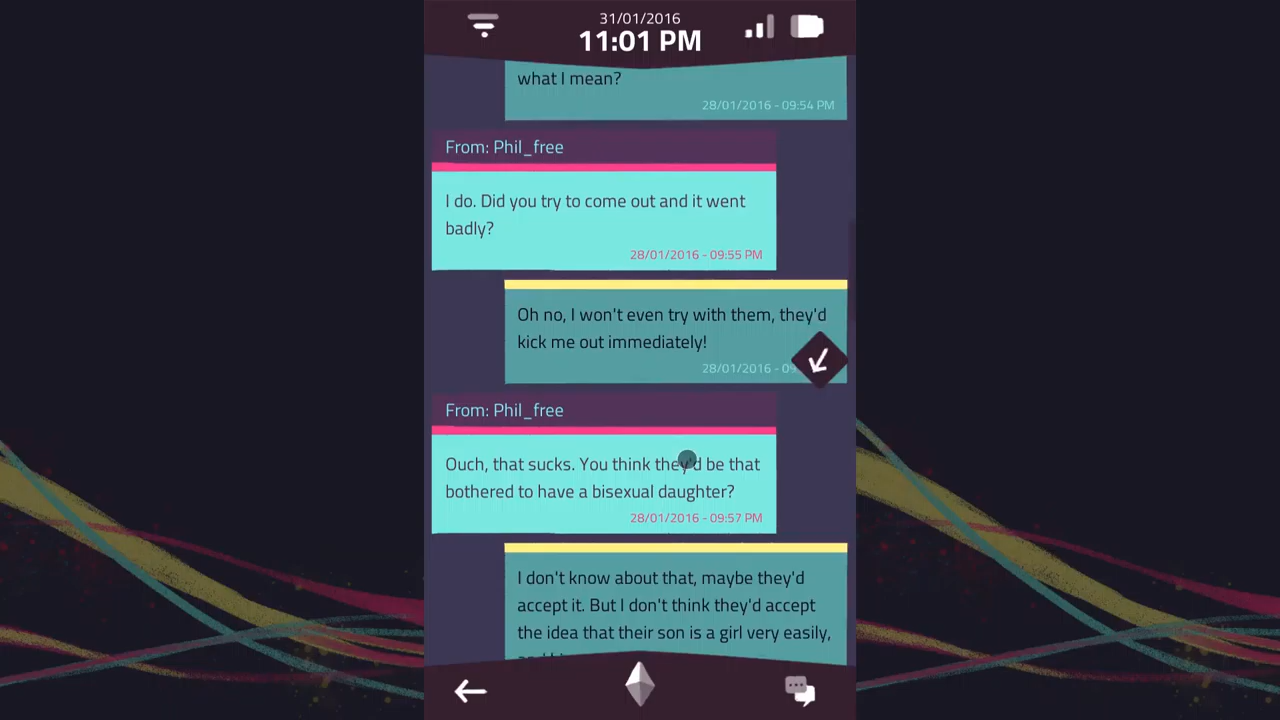 31/01/2016
11:01 PM
what I mean?
28/01/2016 - 09:54 PM
From: Phil_free
I do. Did you try to come out and it went
badly?
28/01/2016 - 09:55 PM
Oh no, I won't even try with them, they'd
kick me out immediately!
28/01/2016 - 09
From: Phil_free
Ouch, that sucks. You think they'd be that
bothered to have a bisexual daughter?
28/01/2016 - 09:57 PM
I don't know about that, maybe they'd
accept it. But I don't think they'd accept
the idea that their son is a girl very easily,